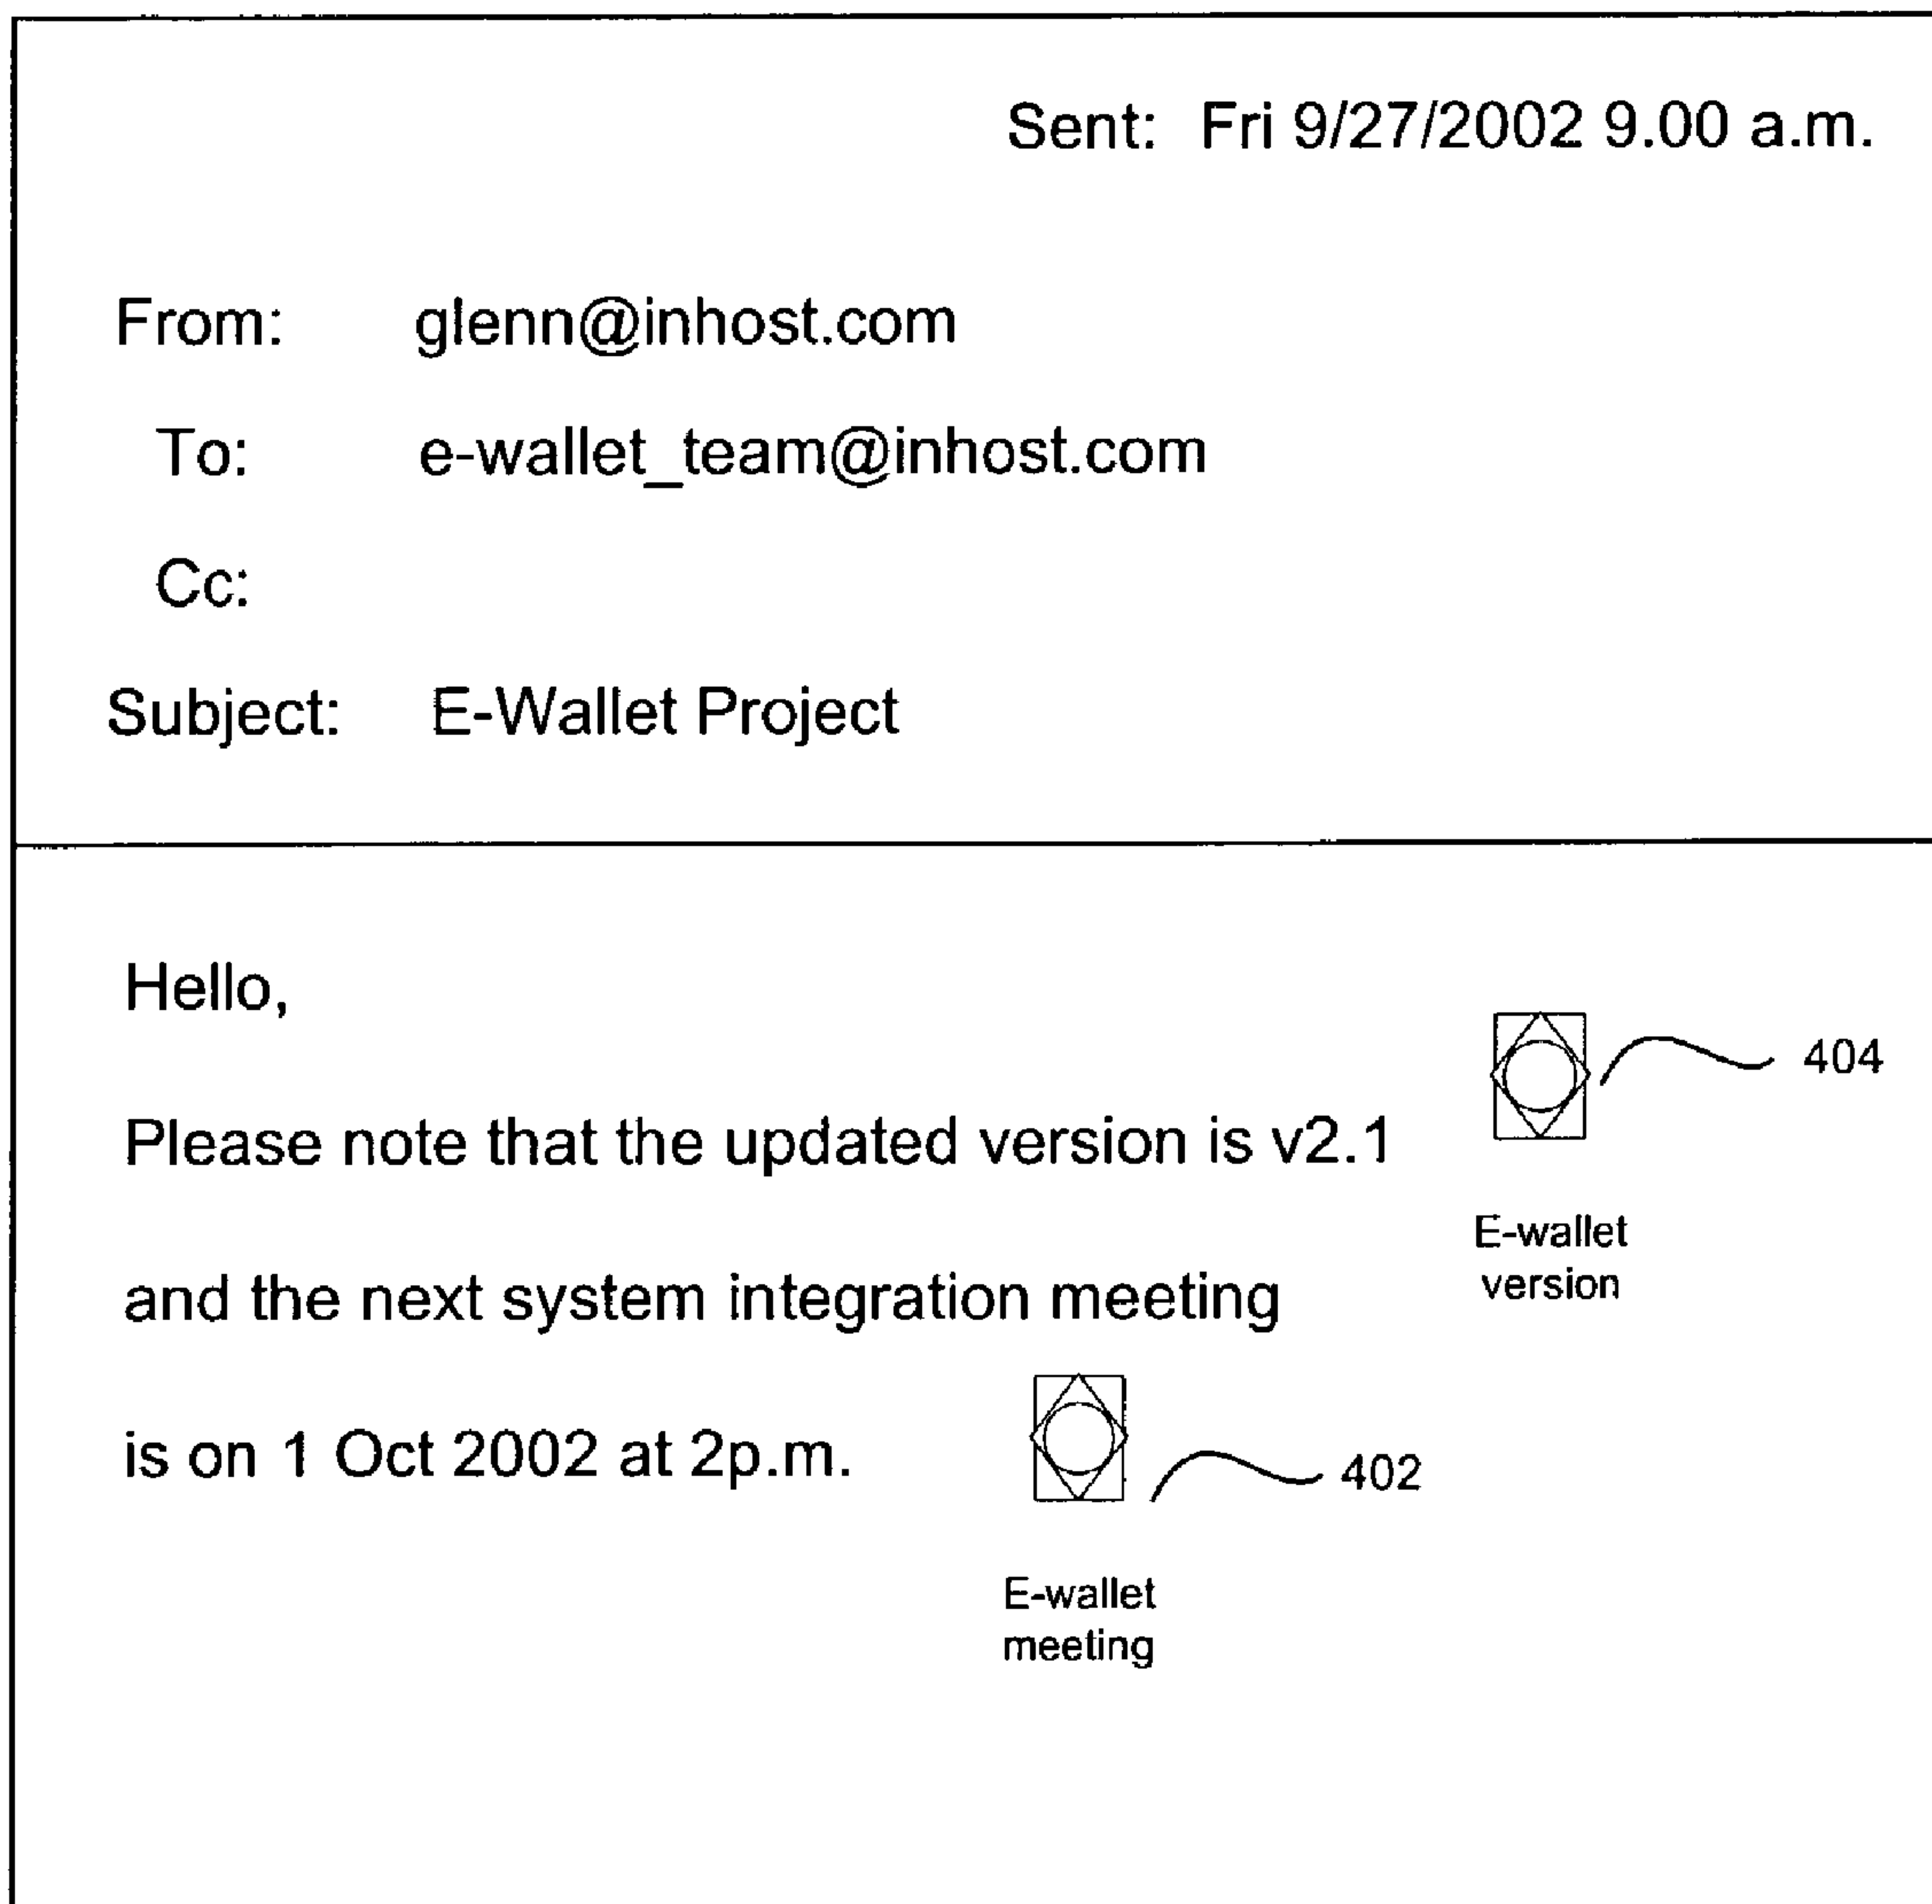 Sent: Fri 9/27/2002 9.00 a.m.
From: glenn@inhost.com
To: e-wallet_team@inhost.com
Cc:
Subject: E-Wallet Project
Hello,
404
Please note that the updated version is v2.1
E-wallet
version
and the next system integration meeting
is on 1 Oct 2002 at 2p.m.
402
E-wallet
meeting